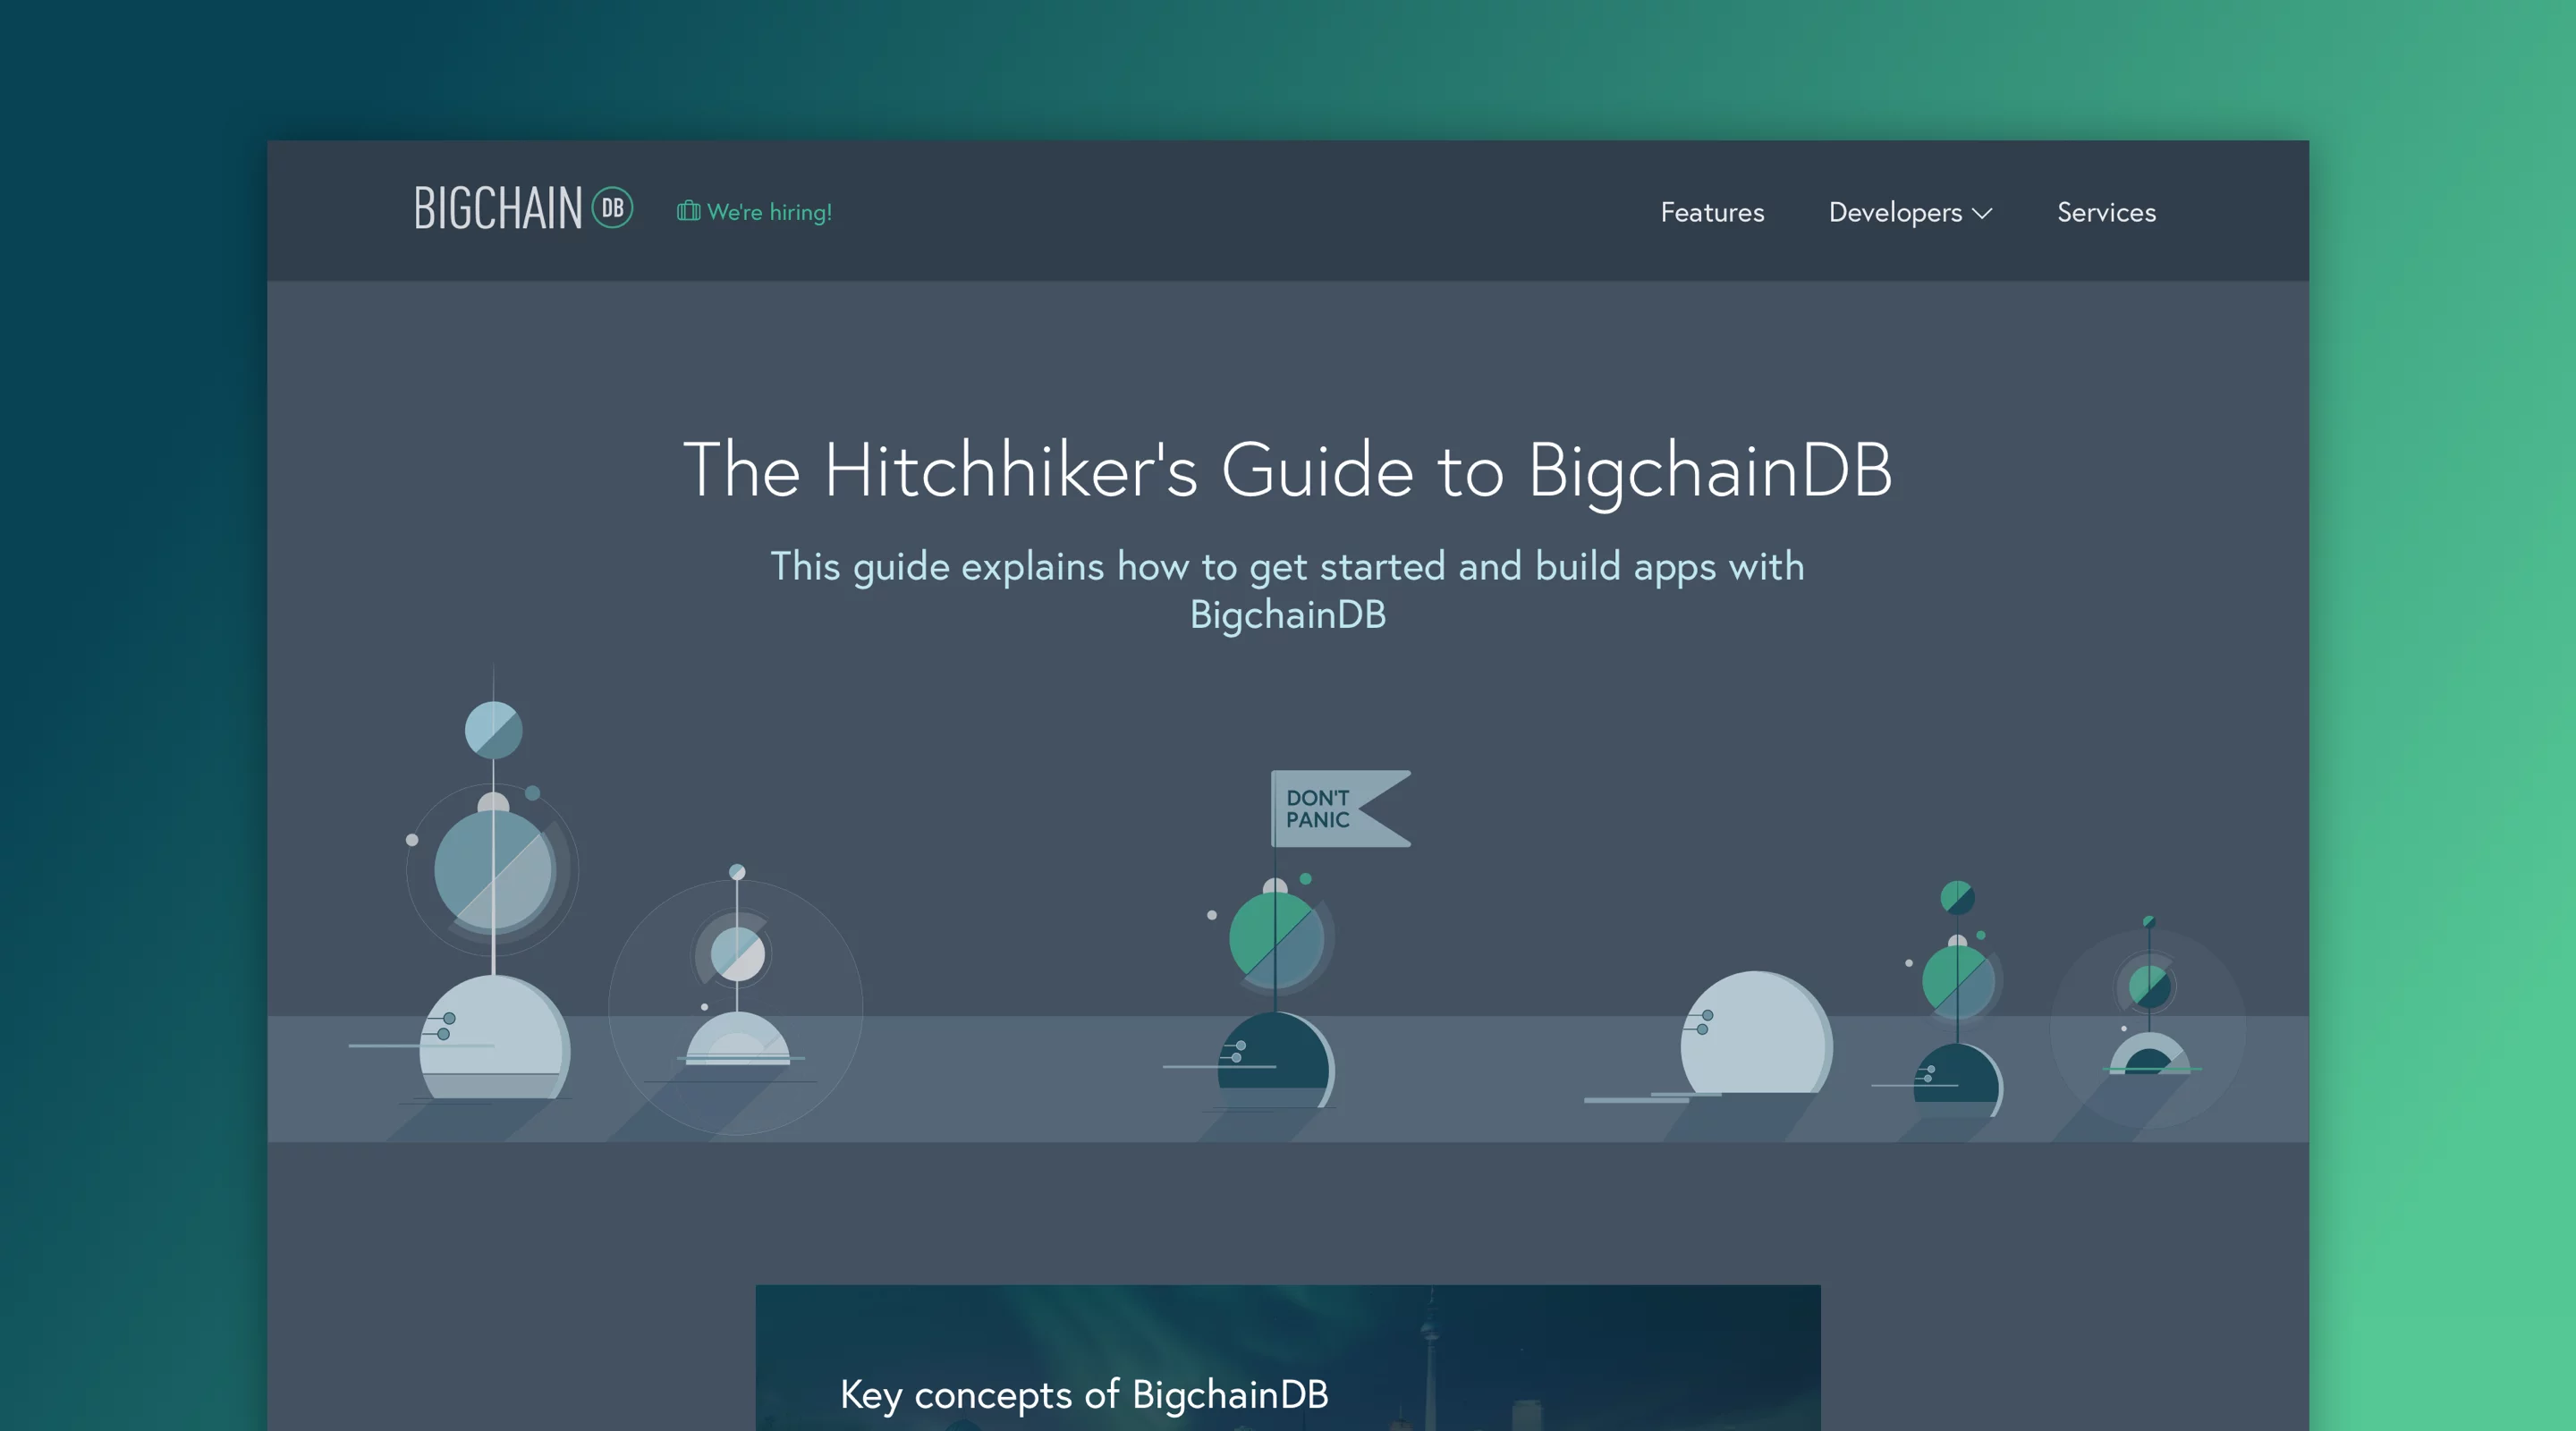 BIGCHAIN DB
We're hiring!
Features
Developers
Services
The Hitchhiker's Guide to BigchainDB
This guide explains how to get started and build apps with
BigchainDB
DON'T
PANIC
Key concepts of BigchainDB